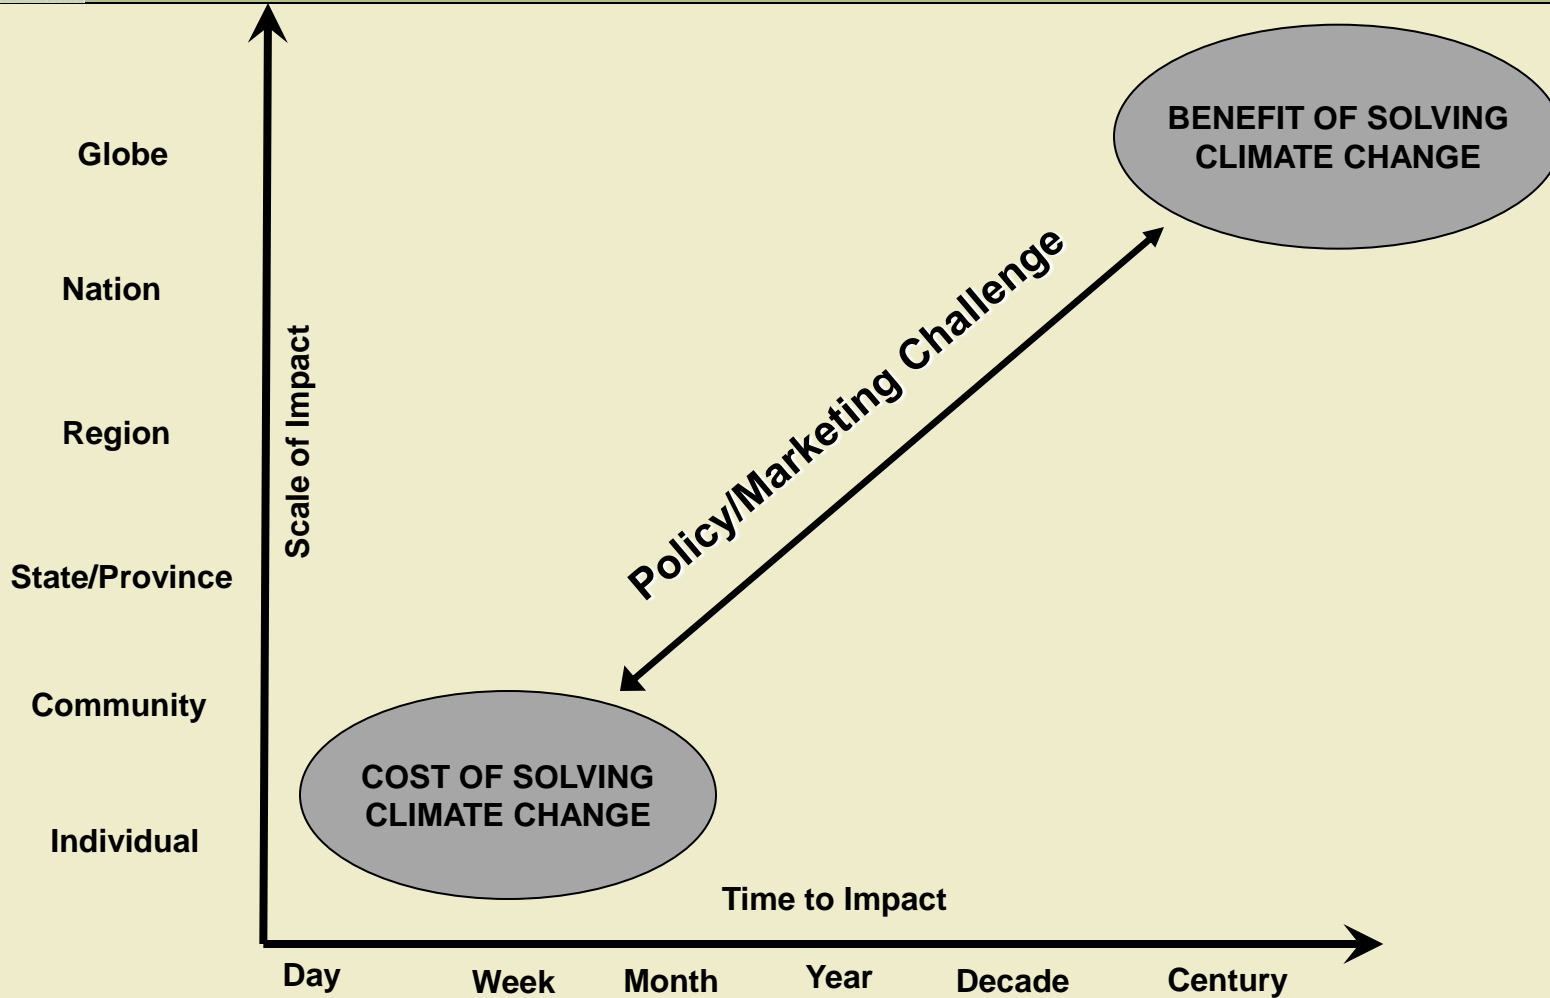 BENEFIT OF SOLVING
CLIMATE CHANGE
Globe
Nation
Region
State/Province
Community
Individual
Scale of Impact
Policy/Marketing Challenge
COST OF SOLVING
CLIMATE CHANGE
Time to Impact
Day
Week
Month
Year
Decade
Century